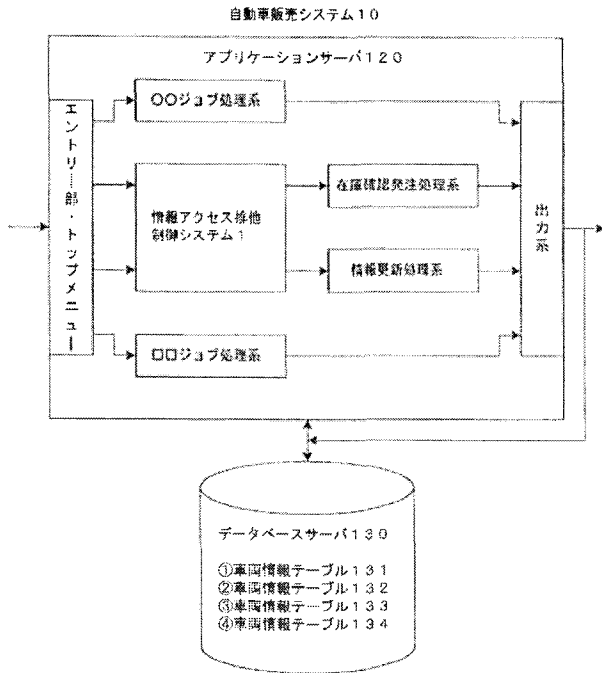 自動車販売システム10
アプリケーションサーバ120
エントリー部・トップメニュー
〇〇ジョブ処理系
情報アクセス排他
制御システム1
在庫確認発注処理系
情報更新処理系
□□ジョブ処理系
出力系
データベースサーバ130
①車両情報テーブル131
②車両情報テーブル132
③車両情報テーブル133
④車両情報テーブル134